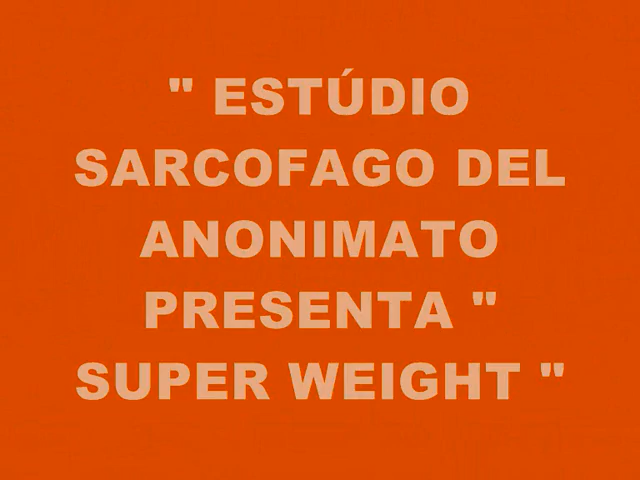 " ESTÚDIO
SARCOFAGO DEL
ANONIMATO
PRESENTA "
SUPER WEIGHT "